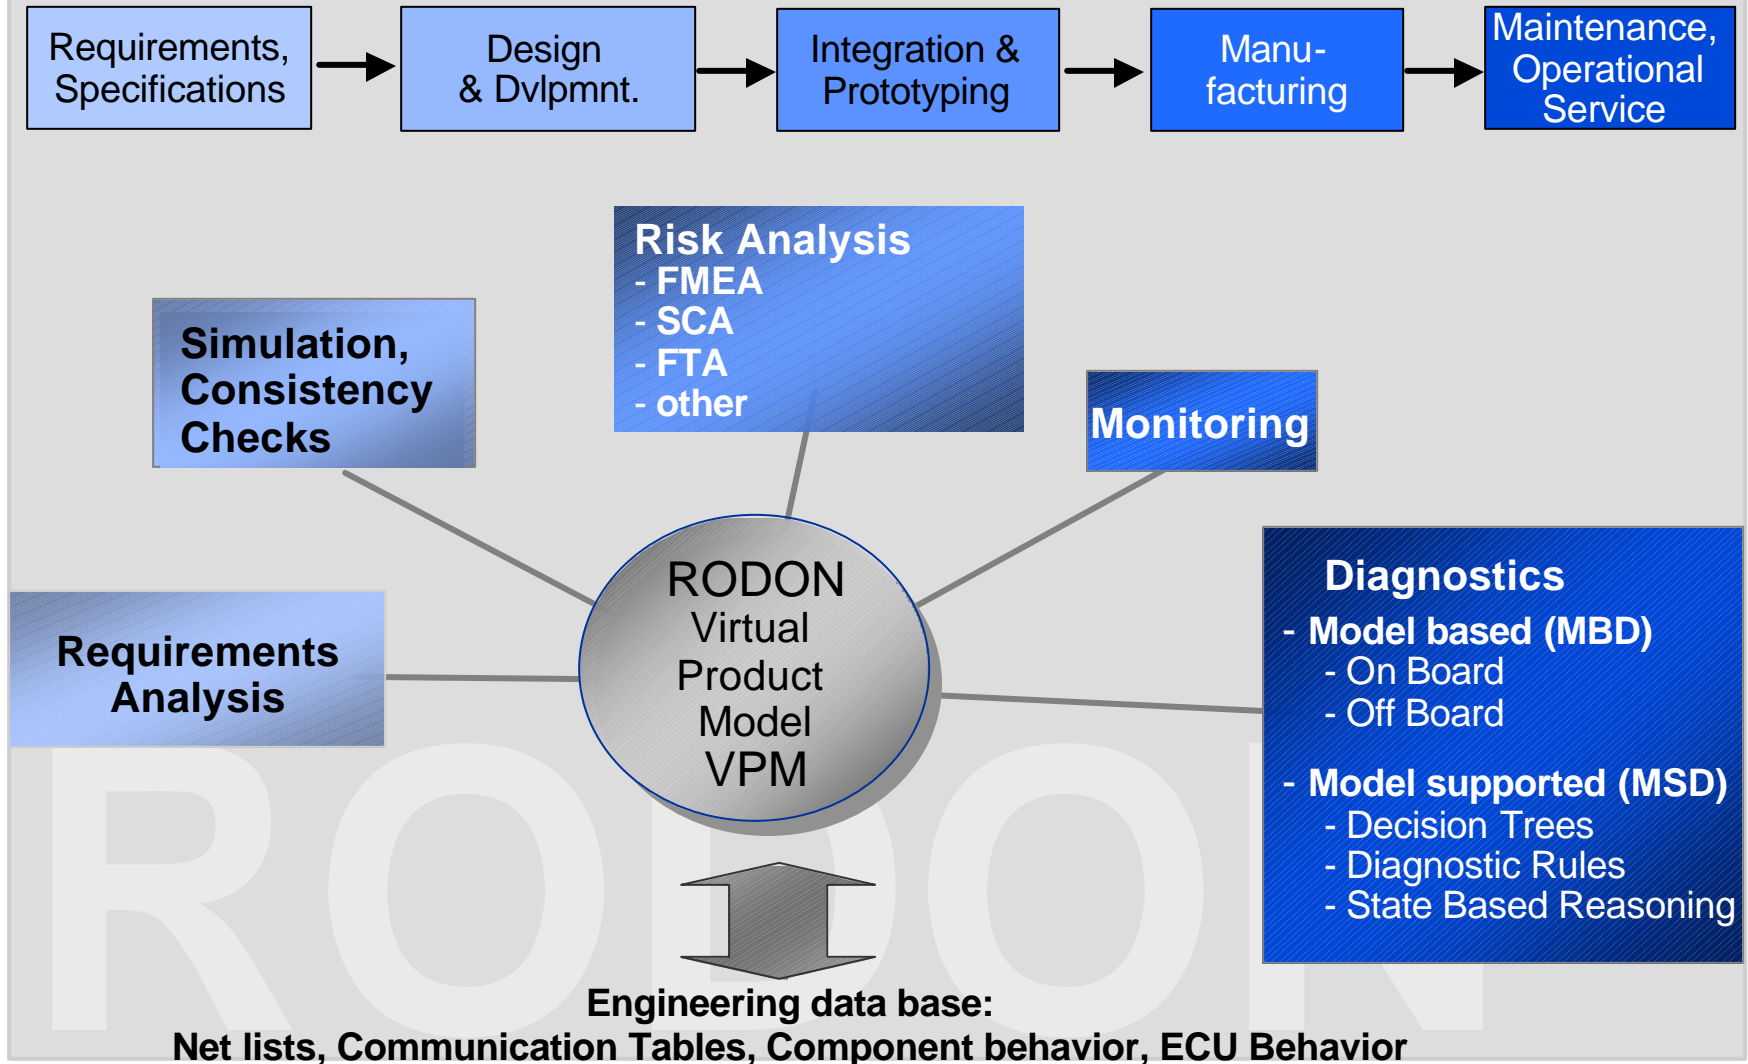 Requirements,
Specifications
Design
& Dvlpmnt.
Integration &
Prototyping
Manu-
facturing
Maintenance,
Operational
Service
Risk Analysis
- FMEA
- SCA
- FTA
- other
Simulation,
Consistency
Checks
Monitoring
Requirements
Analysis
RODON
Virtual
Product
Model
VPM
Diagnostics
- Model based (MBD)
- On Board
- Off Board
- Model supported (MSD)
- Decision Trees
- Diagnostic Rules
- State Based Reasoning
RODON
Engineering data base:
Net lists, Communication Tables, Component behavior, ECU Behavior